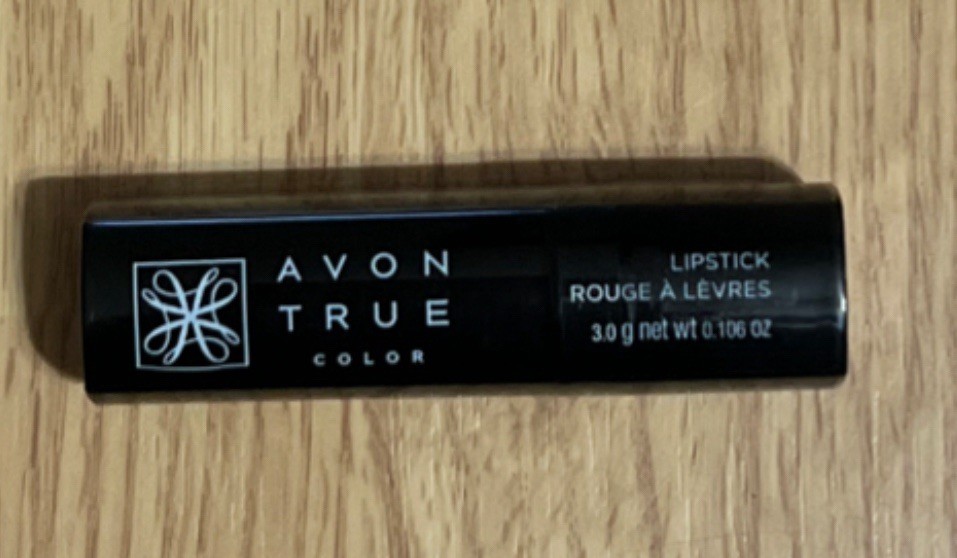 AVON
TRUE
COLOR
LIPSTICK
ROUGE À LÈVRES
3.0 g net wt 0.106 oz